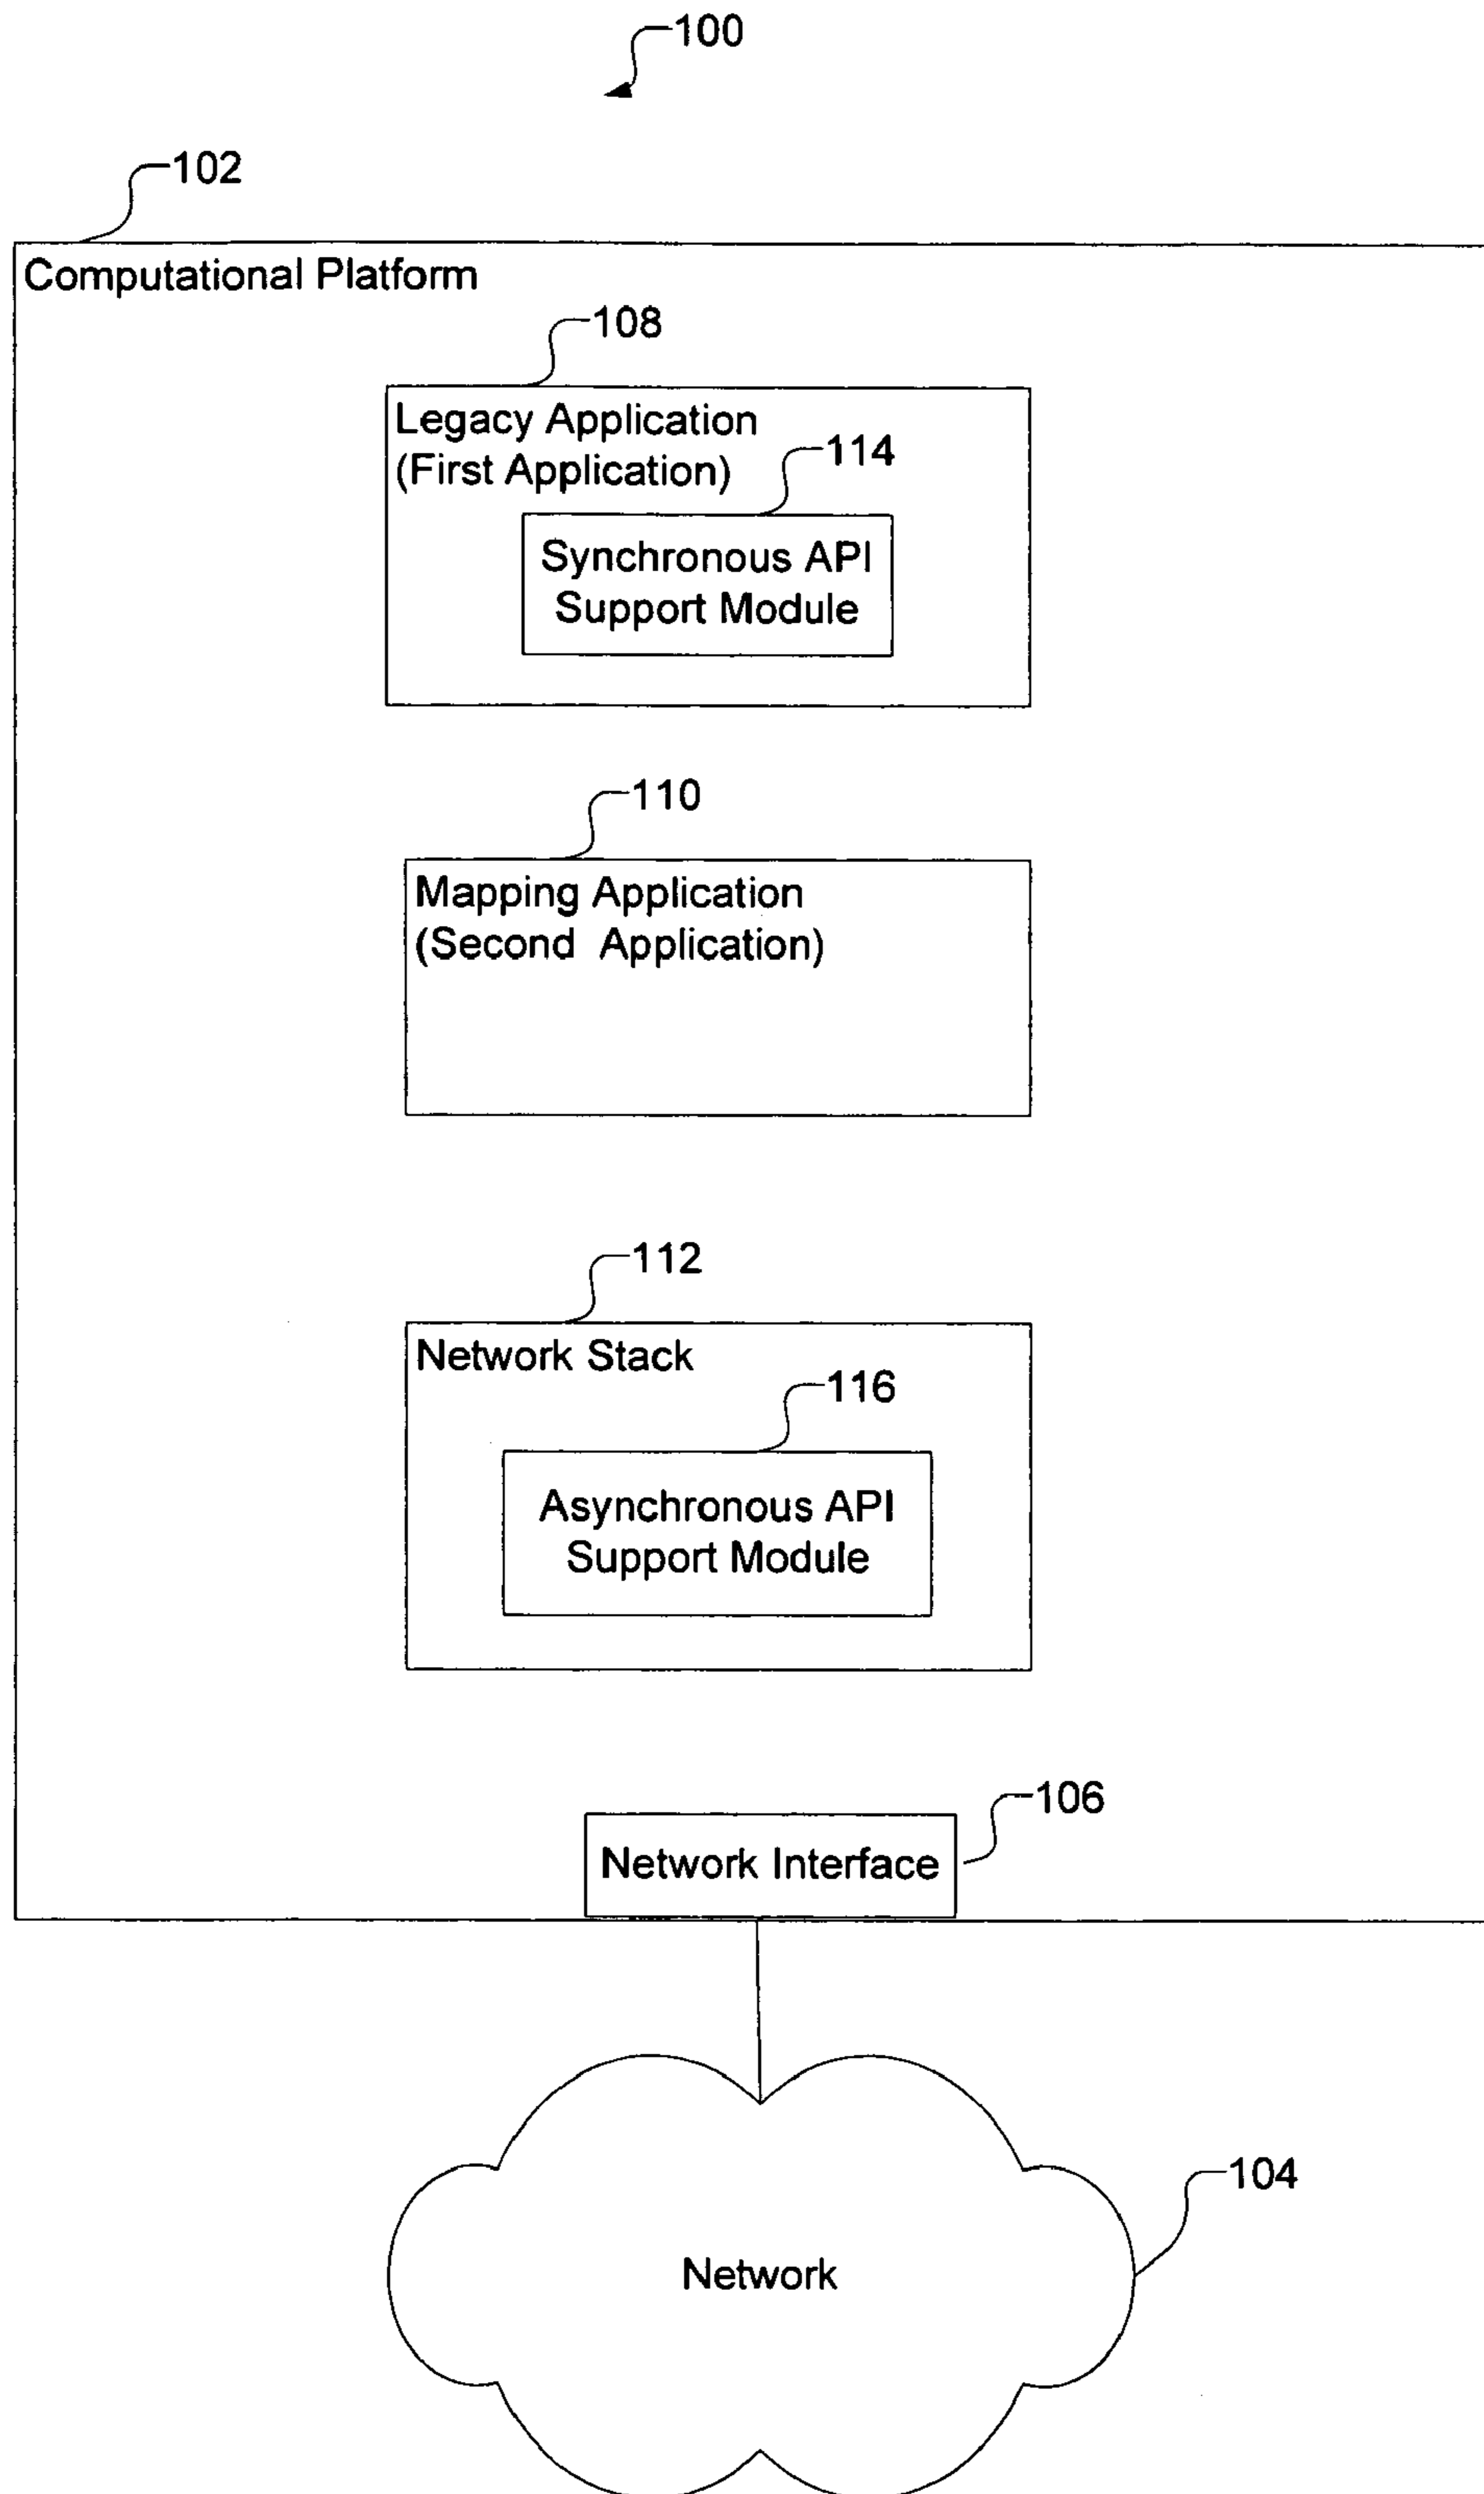 100
102
Computational Platform
108
Legacy Application
(First Application)
114
Synchronous API
Support Module
110
Mapping Application
(Second Application)
112
Network Stack
116
Asynchronous API
Support Module
106
Network Interface
104
Network